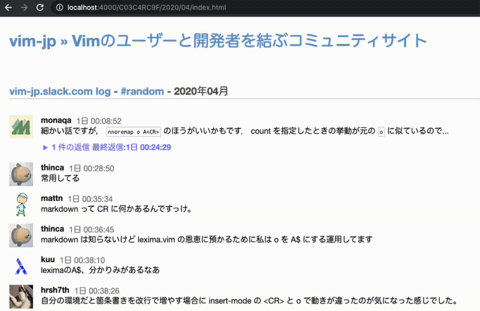 localhost:4000/C03C4RC9F/2020/04/index.html
vim-jp » Vimのユーザーと開発者を結ぶコミュニティサイト
vim-jp.slack.com log - #random - 2020年04月
monaqa 1日 00:08:52
細かい話ですが, nnoremap o A<CR> のほうがいいかもです. count を指定したときの挙動が元の o に似ているので...
▶ 1 件の返信 最終返信:1日 00:24:29
thinca 1日 00:28:50
常用してる
mattn 1日 00:35:34
markdown って CR に何かあるんですっけ。
thinca 1日 00:36:45
markdown は知らないけど lexima.vim の恩恵に預かるために私は o を A$ にする運用してます
kuu 1日 00:38:10
leximaのA$、分かりみがあるなあ
hrsh7th 1日 00:38:26
自分の環境だと箇条書きを改行で増やす場合に insert-mode の <CR> と o で動きが違ったのが気になった感じでした。